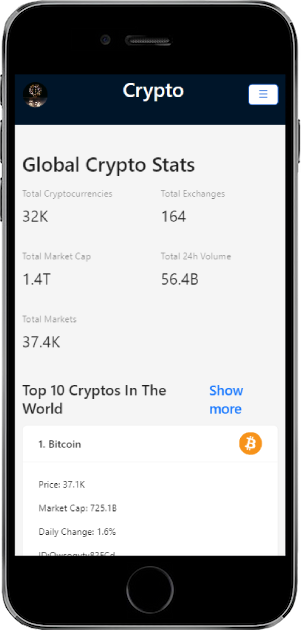 Crypto
Global Crypto Stats
Total Cryptocurrencies
Total Exchanges
32K
164
Total Market Cap
Total 24h Volume
1.4T
56.4B
Total Markets
37.4K
Top 10 Cryptos In The
World
Show
more
1. Bitcoin
Price: 37.1K
Market Cap: 725.1B
Daily Change: 1.6%